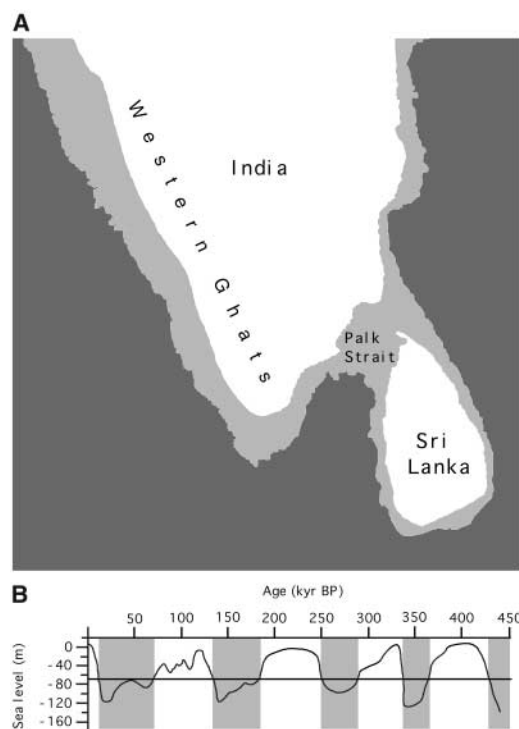 A
Western Ghats
India
Palk
Strait
Sri
Lanka
B
Age (kyr BP)
0 50 100 150 200 250 300 350 400 450
Sea level (m)
0
-40
-80
-120
-160